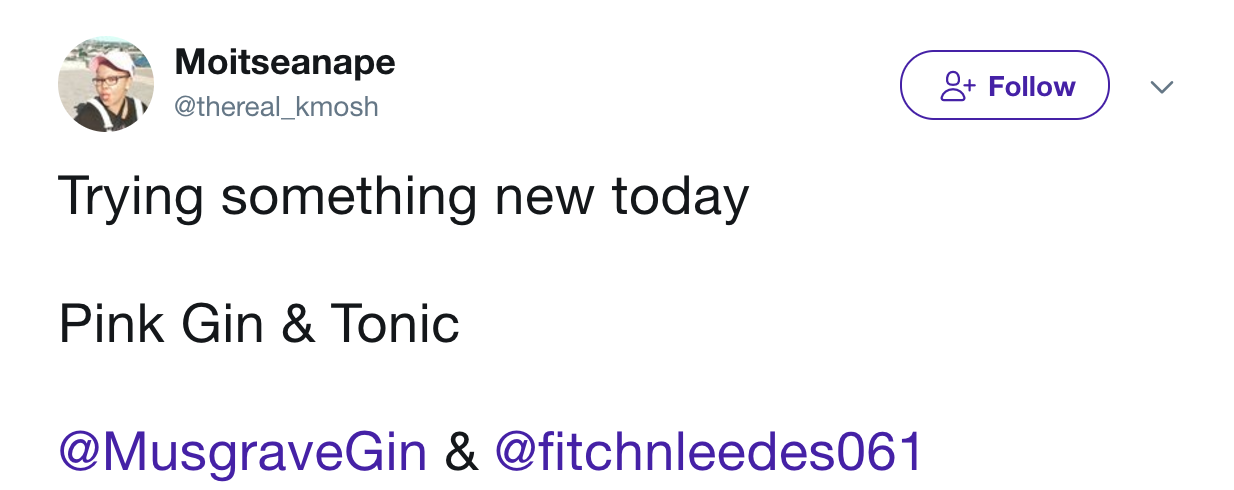 Moitseanape
@thereal_kmosh
Follow
Trying something new today
Pink Gin & Tonic
@MusgraveGin & @fitchnleedes061